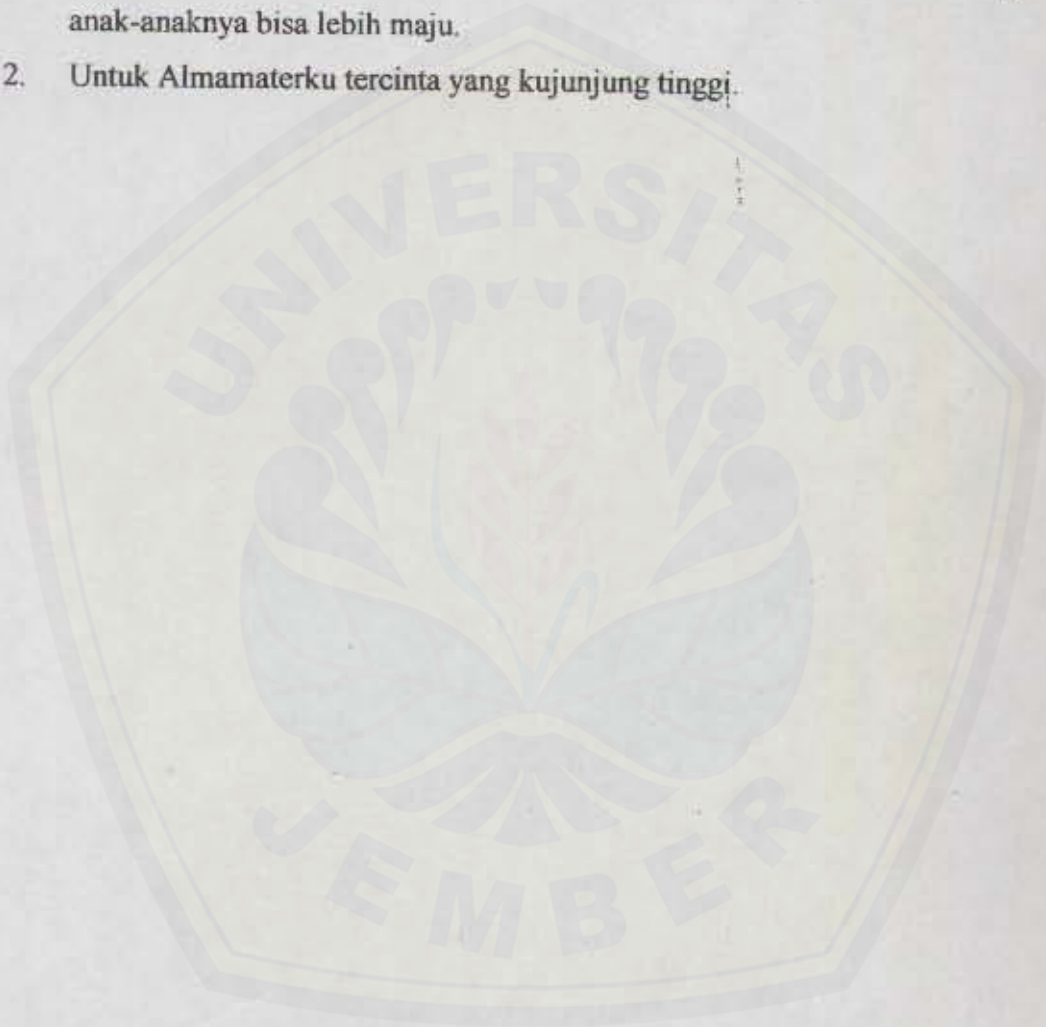 anak-anaknya bisa lebih maju.
2. Untuk Almamaterku tercinta yang kujunjung tinggi.
UNIVERSITAS
JEMBER